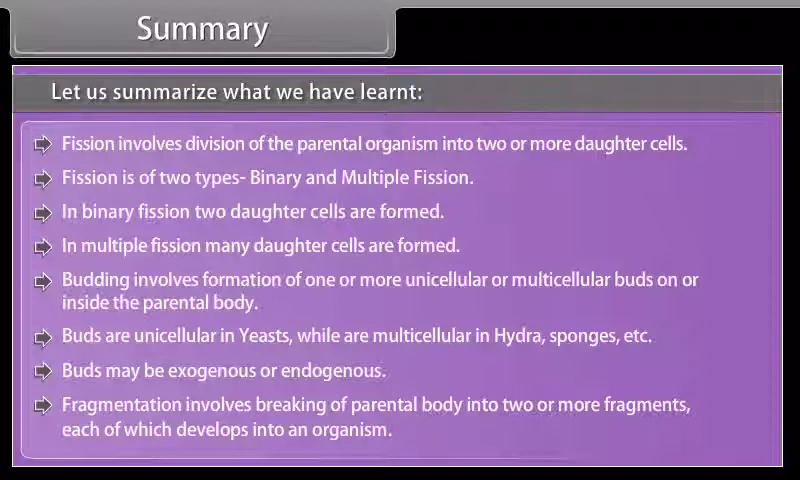 Summary
Let us summarize what we have learnt:
Fission involves division of the parental organism into two or more daughter cells.
Fission is of two types- Binary and Multiple Fission.
In binary fission two daughter cells are formed.
In multiple fission many daughter cells are formed.
Budding involves formation of one or more unicellular or multicellular buds on or
inside the parental body.
Buds are unicellular in Yeasts, while are multicellular in Hydra, sponges, etc.
Buds may be exogenous or endogenous.
Fragmentation involves breaking of parental body into two or more fragments,
each of which develops into an organism.